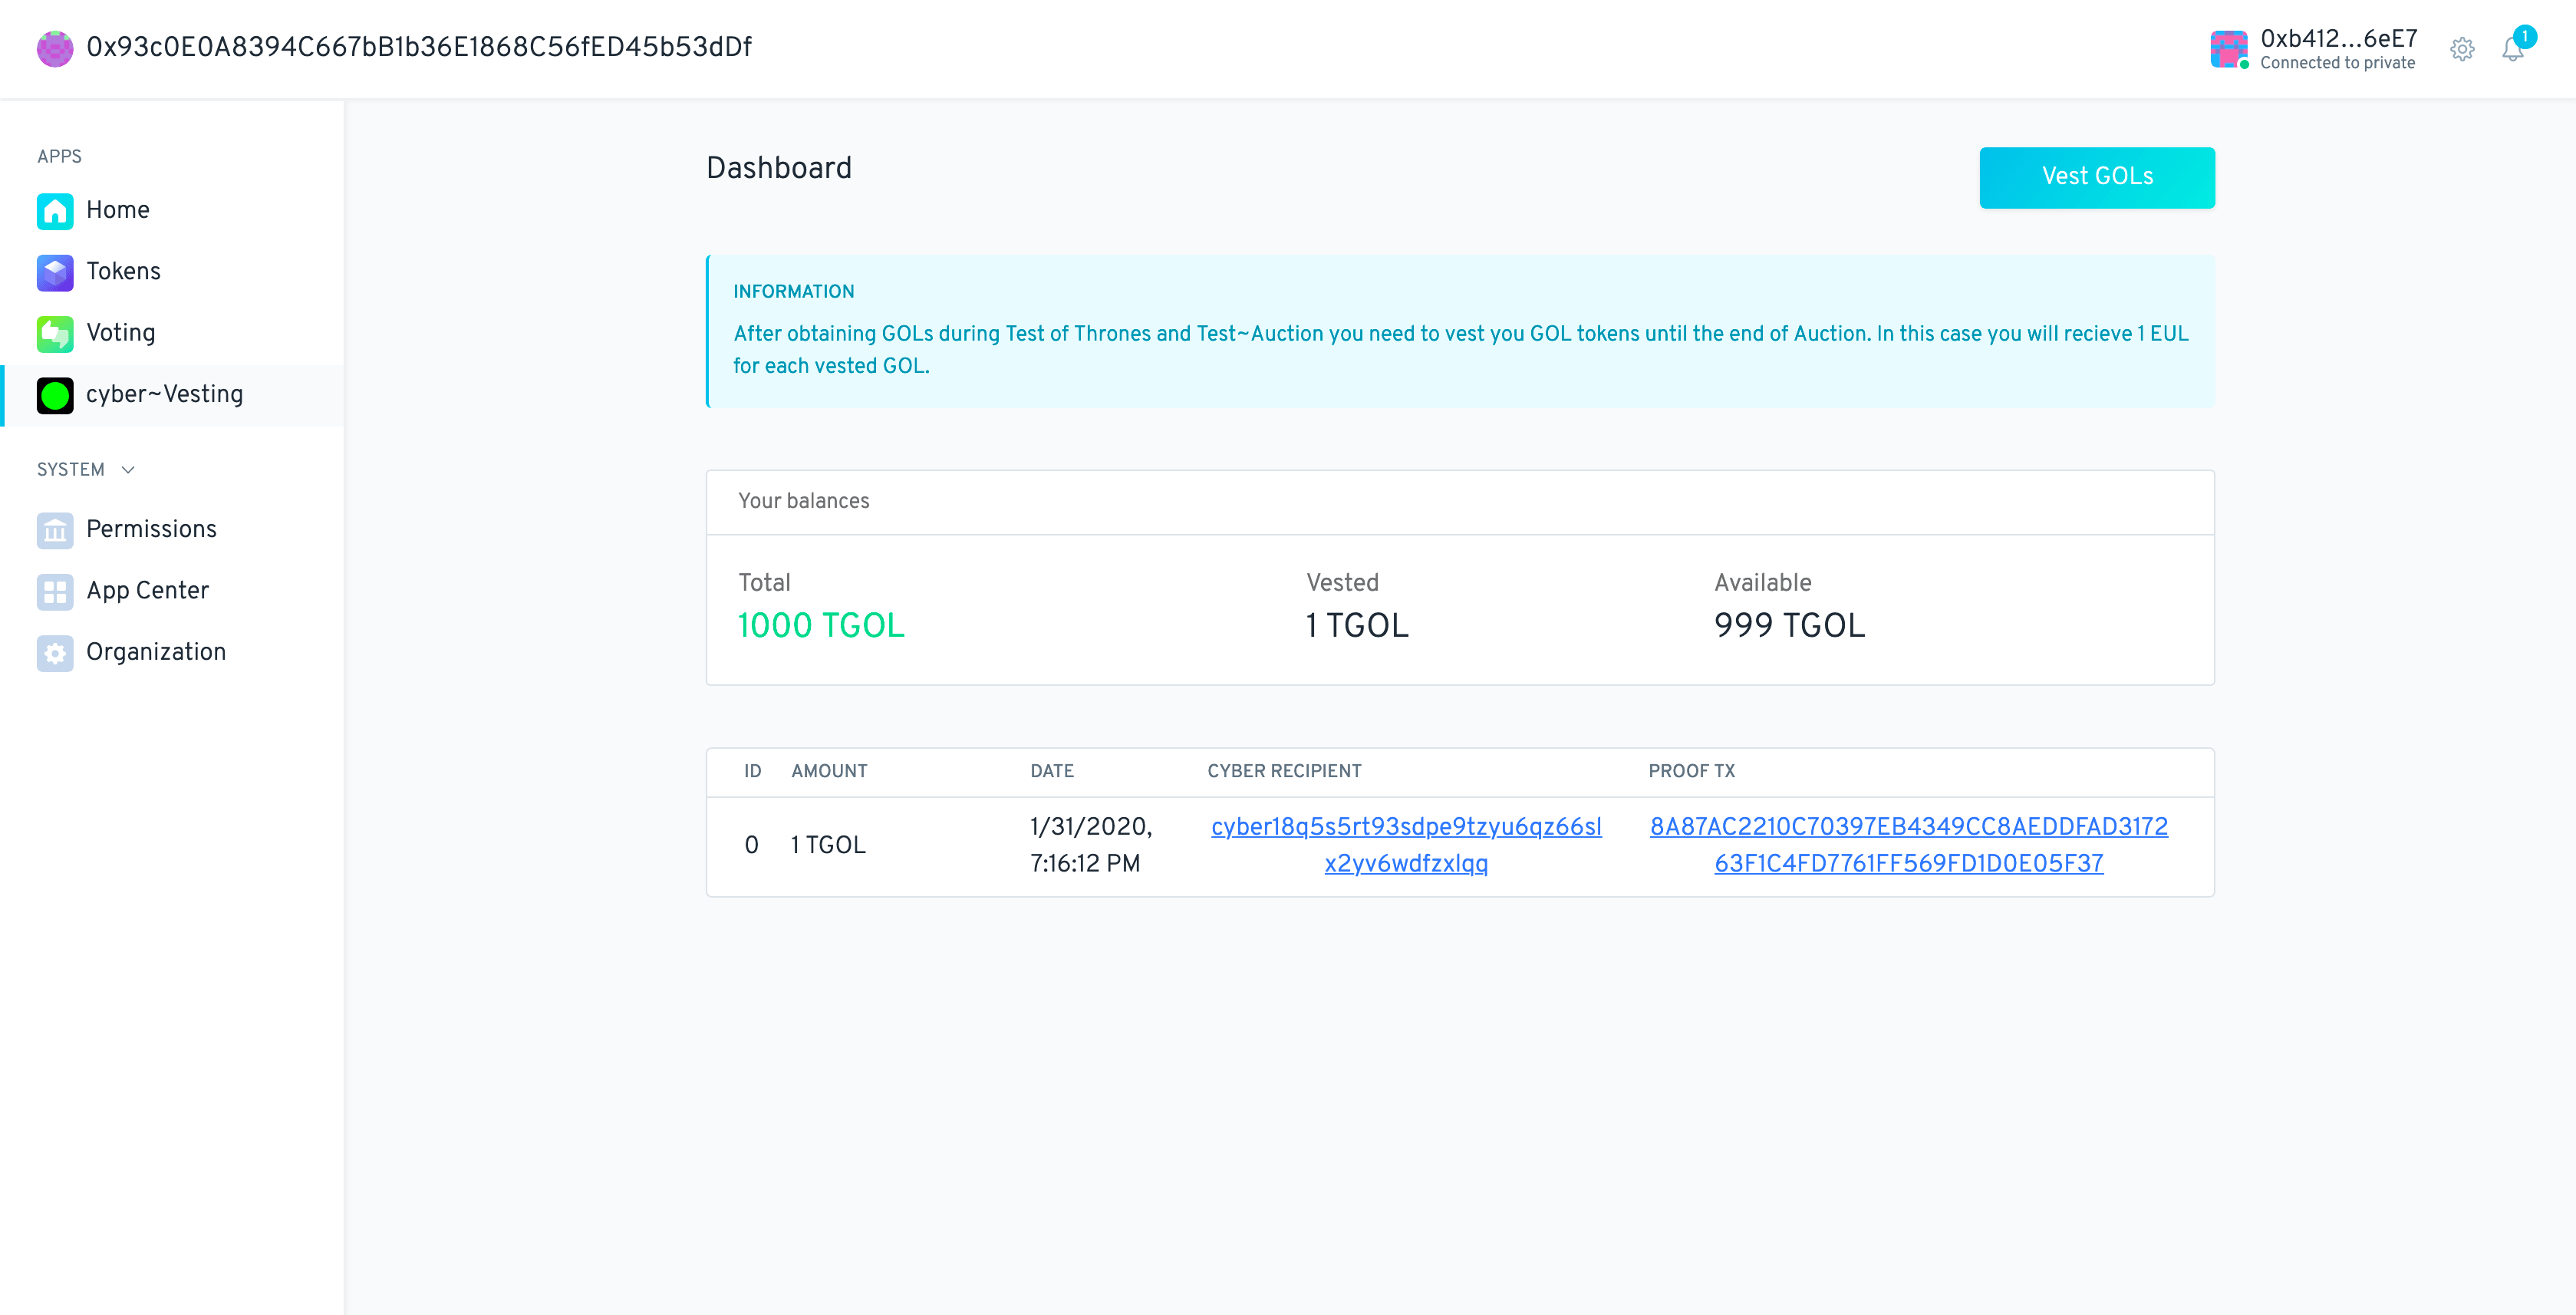 0x93c0E0A8394C667bB1b36E1868C56fED45b53dDf
0xb412...6eE7
Connected to private
1
APPS
Home
Tokens
Voting
cyber~Vesting
SYSTEM
Permissions
App Center
Organization
Dashboard
Vest GOLs
INFORMATION
After obtaining GOLs during Test of Thrones and Test~Auction you need to vest you GOL tokens until the end of Auction. In this case you will recieve 1 EUL
for each vested GOL.
Your balances
Total Vested Available
1000 TGOL 1 TGOL 999 TGOL
ID AMOUNT DATE CYBER RECIPIENT PROOF TX
0 1 TGOL 1/31/2020, cyber18q5s5rt93sdpe9tzyu6qz66sl 8A87AC2210C70397EB4349CC8AEDDFAD3172
7:16:12 PM x2yv6wdfzxlqq 63F1C4FD7761FF569FD1D0E05F37